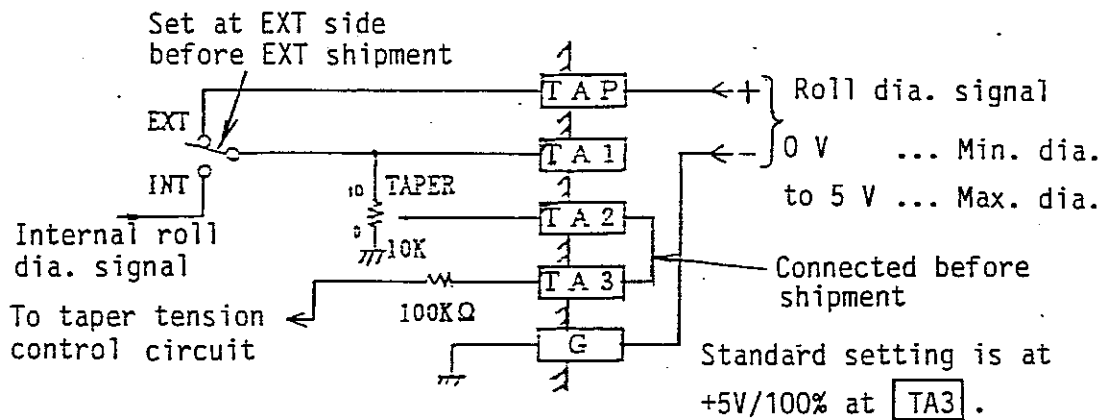 Set at EXT side
before EXT shipment
TAP
+
Roll dia. signal
EXT
TA1
-
0 V ... Min. dia.
INT
10
TAPER
to 5 V ... Max. dia.
TA2
0
Internal roll
dia. signal
10K
Connected before
shipment
TA3
To taper tension
control circuit
100KΩ
G
Standard setting is at
+5V/100% at TA3.